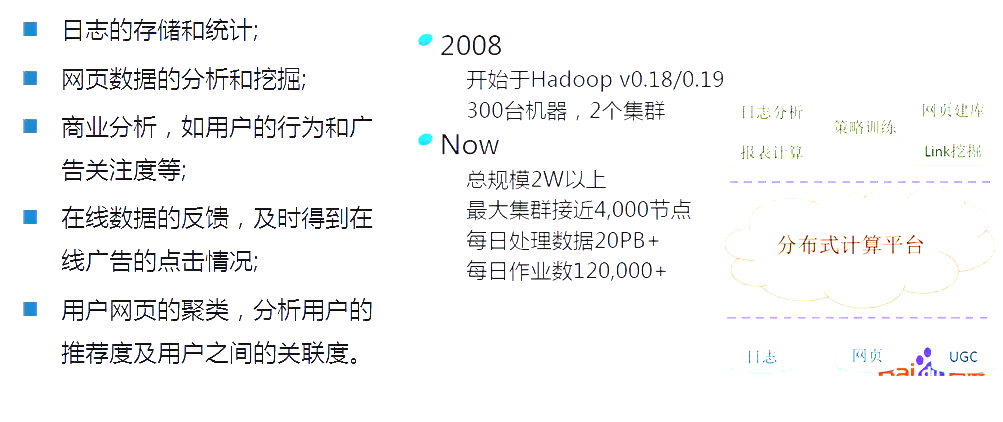 日志的存储和统计;
网页数据的分析和挖掘;
商业分析，如用户的行为和广
告关注度等;
在线数据的反馈，及时得到在
线广告的点击情况;
用户网页的聚类，分析用户的
推荐度及用户之间的关联度。
2008
开始于Hadoop v0.18/0.19
300台机器，2个集群
Now
总规模2W以上
最大集群接近4,000节点
每日处理数据20PB+
每日作业数120,000+
日志分析
网页建库
策略训练
报表计算
Link挖掘
分布式计算平台
日志
网页
UGC